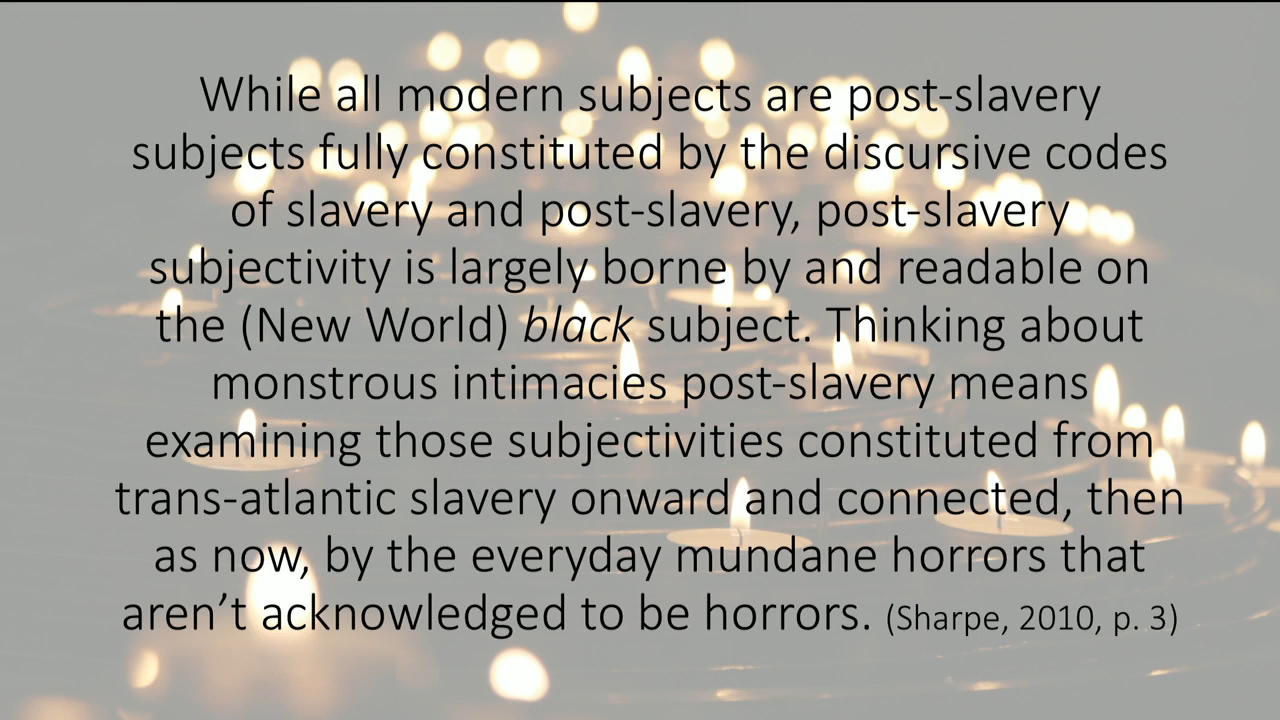 While all modern subjects are post-slavery
subjects fully constituted by the discursive codes
of slavery and post-slavery, post-slavery
subjectivity is largely borne by and readable on
the (New World) black subject. Thinking about
monstrous intimacies post-slavery means
examining those subjectivities constituted from
trans-atlantic slavery onward and connected, then
as now, by the everyday mundane horrors that
aren’t acknowledged to be horrors. (Sharpe, 2010, p. 3)